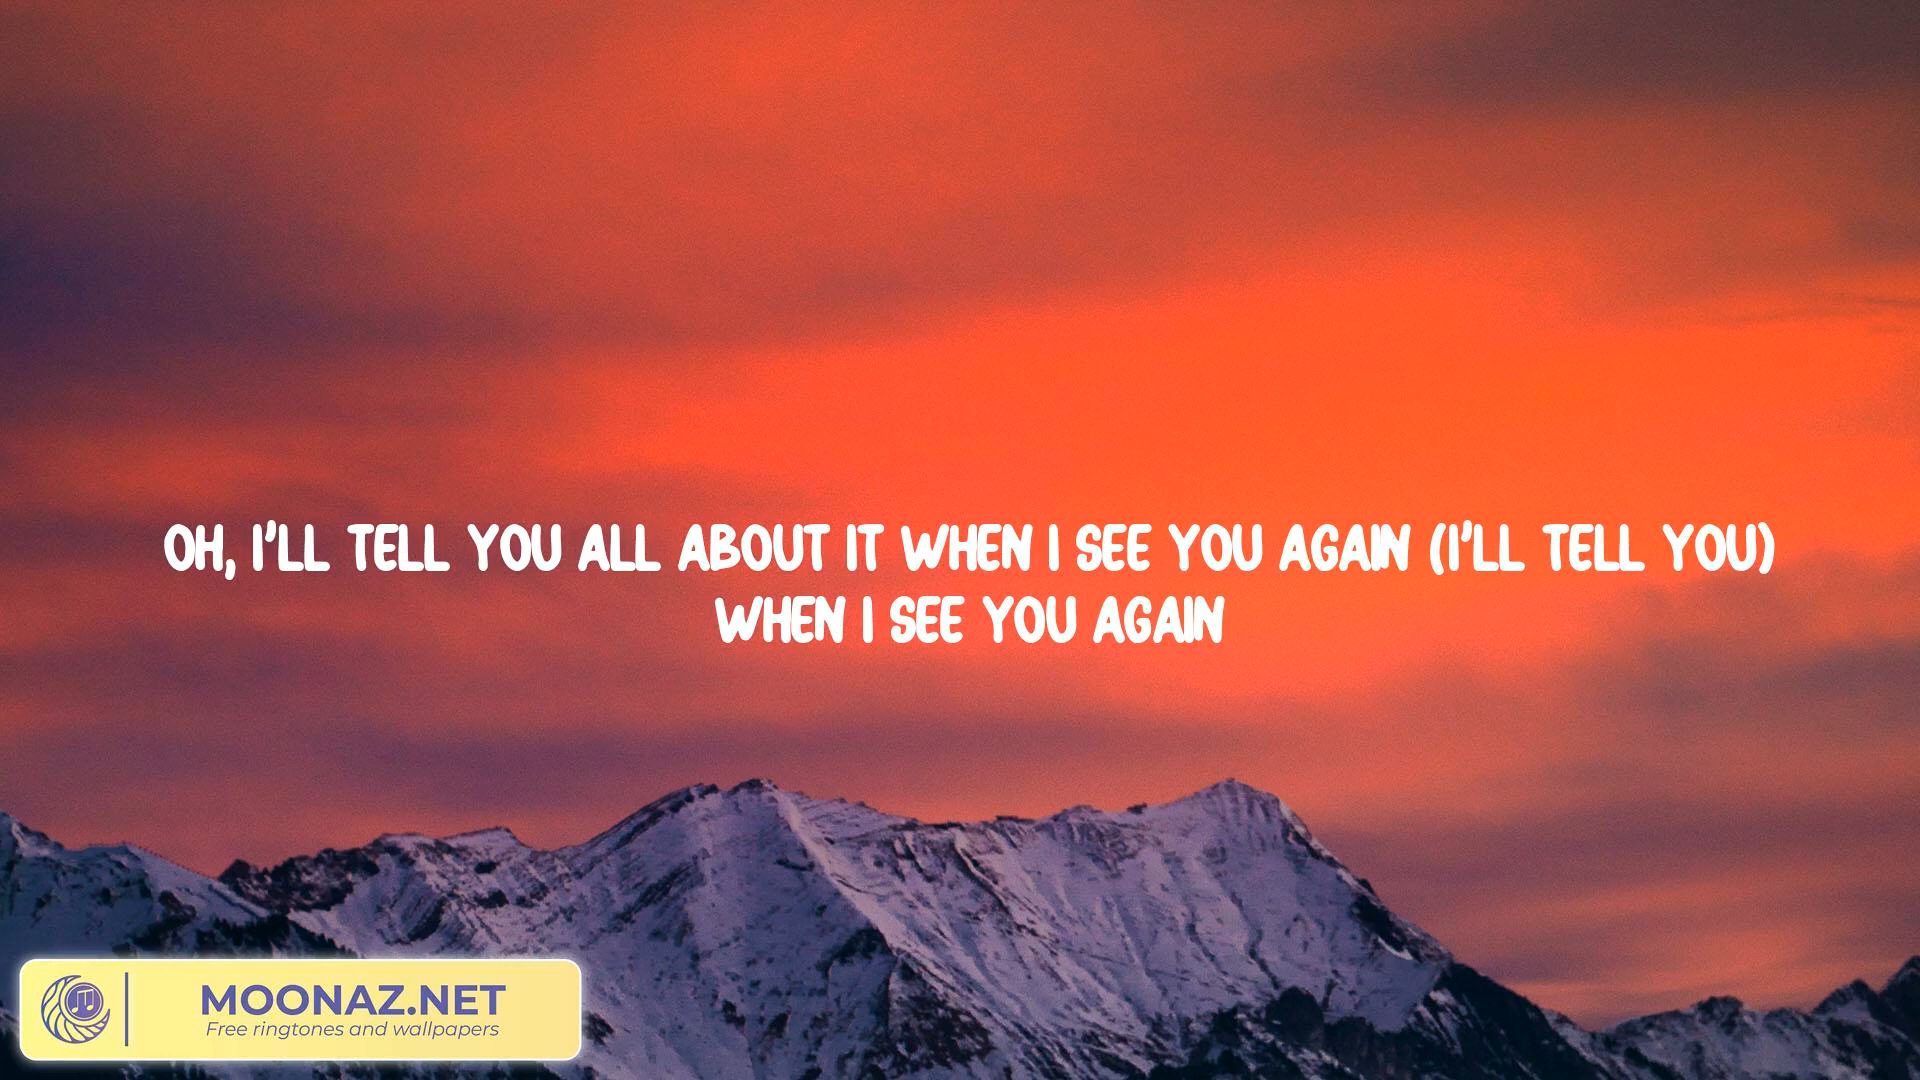 OH, I'LL TELL YOU ALL ABOUT IT WHEN I SEE YOU AGAIN (I'LL TELL YOU)
WHEN I SEE YOU AGAIN
MOONAZ.NET
Free ringtones and wallpapers